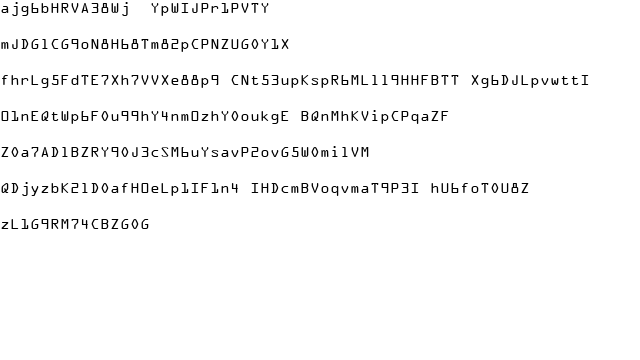 ajg6bHRVA38Wj  YpWIJPr1PVTY
mJDG1CG9oN8H68Tm82pCPNZUG0Y1X
fhrLg5FdTE7Xh7VVXe88p9 CNt53upKspR6ML119HHFBTT Xg6DJLpvwttI
O1nEQtWp6F0u99hY4nmOzhY0oukgE BQnMhKVipCPqaZF
Z0a7AD1BZRY90J3cSM6uYsavP2ovG5W0mi1VM
QDjyzbK21D0afHOeLp1IF1n4 IHDcmBVoqvmaT9P3I hU6foT0U8Z
zL1G9RM74CBZG0G